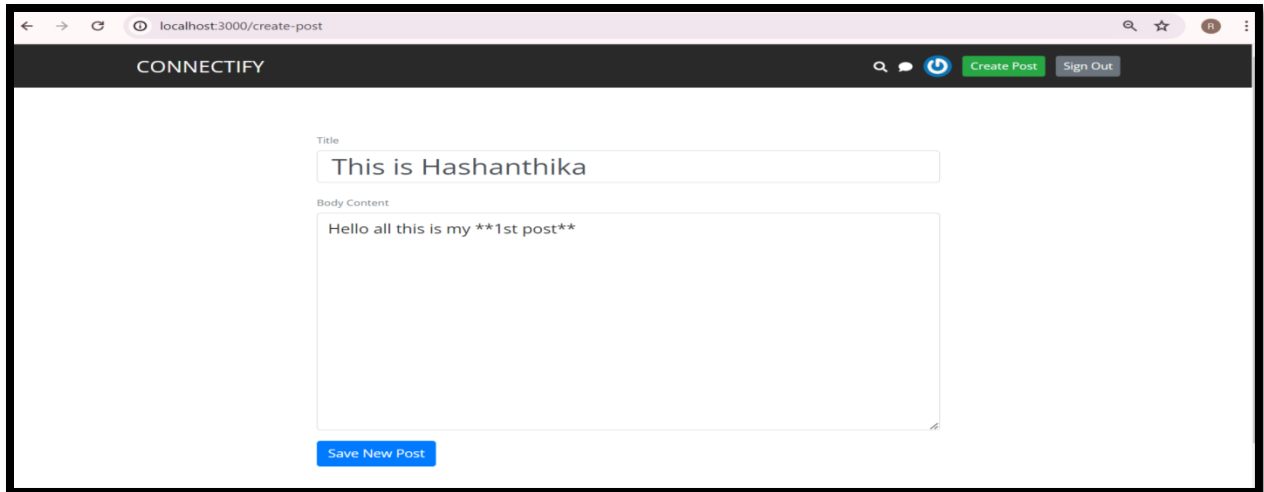 localhost:3000/create-post
R
CONNECTIFY
Create Post
Sign Out
Title
This is Hashanthika
Body Content
Hello all this is my **1st post**
Save New Post